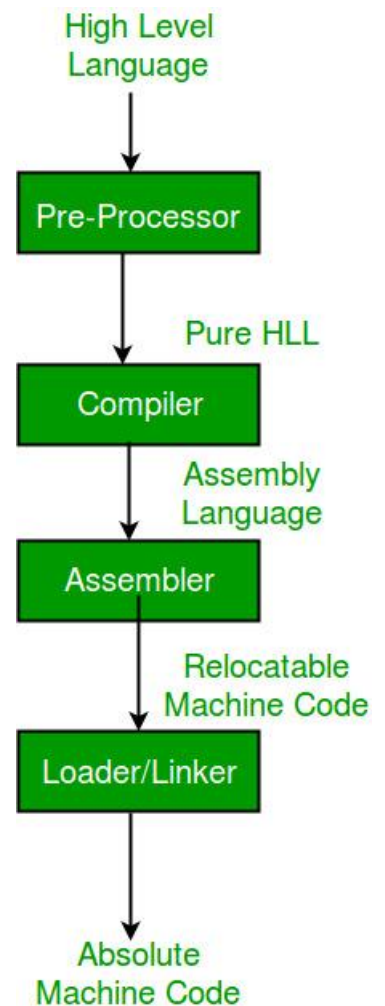 High Level
Language
Pre-Processor
Pure HLL
Compiler
Assembly
Language
Assembler
Relocatable
Machine Code
Loader/Linker
Absolute
Machine Code